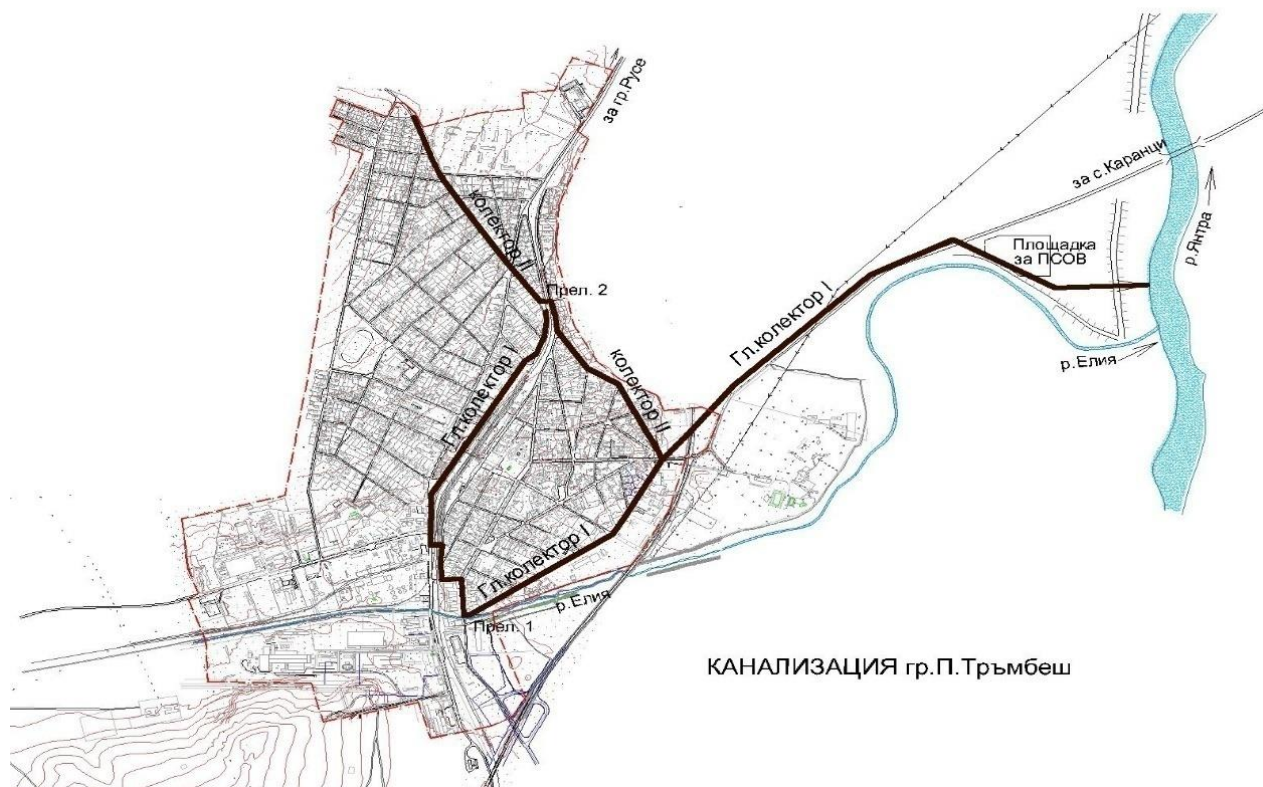 за гр.Русе
за с.Каранци
р.Янтра
колектор II
Площадка
за ПСОВ
Прел. 2
Гл.колектор I
р.Елия
Гл.колектор I
колектор II
Гл.колектор I
р.Елия
Прел. 1
КАНАЛИЗАЦИЯ гр.П.Тръмбеш